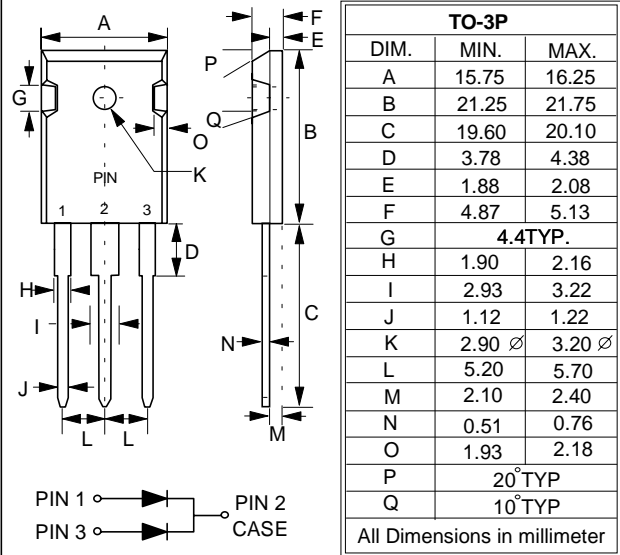 A
F
E
P
G
Q
O
B
K
PIN
1 2 3
D
H
I
C
N
J
L L
M
PIN 1
PIN 3
PIN 2
CASE
TO-3P
DIM. MIN. MAX.
A 15.75 16.25
B 21.25 21.75
C 19.60 20.10
D 3.78 4.38
E 1.88 2.08
F 4.87 5.13
G 4.4TYP.
H 1.90 2.16
I 2.93 3.22
J 1.12 1.22
K 2.90 ∅ 3.20 ∅
L 5.20 5.70
M 2.10 2.40
N 0.51 0.76
O 1.93 2.18
P 20°TYP
Q 10°TYP
All Dimensions in millimeter